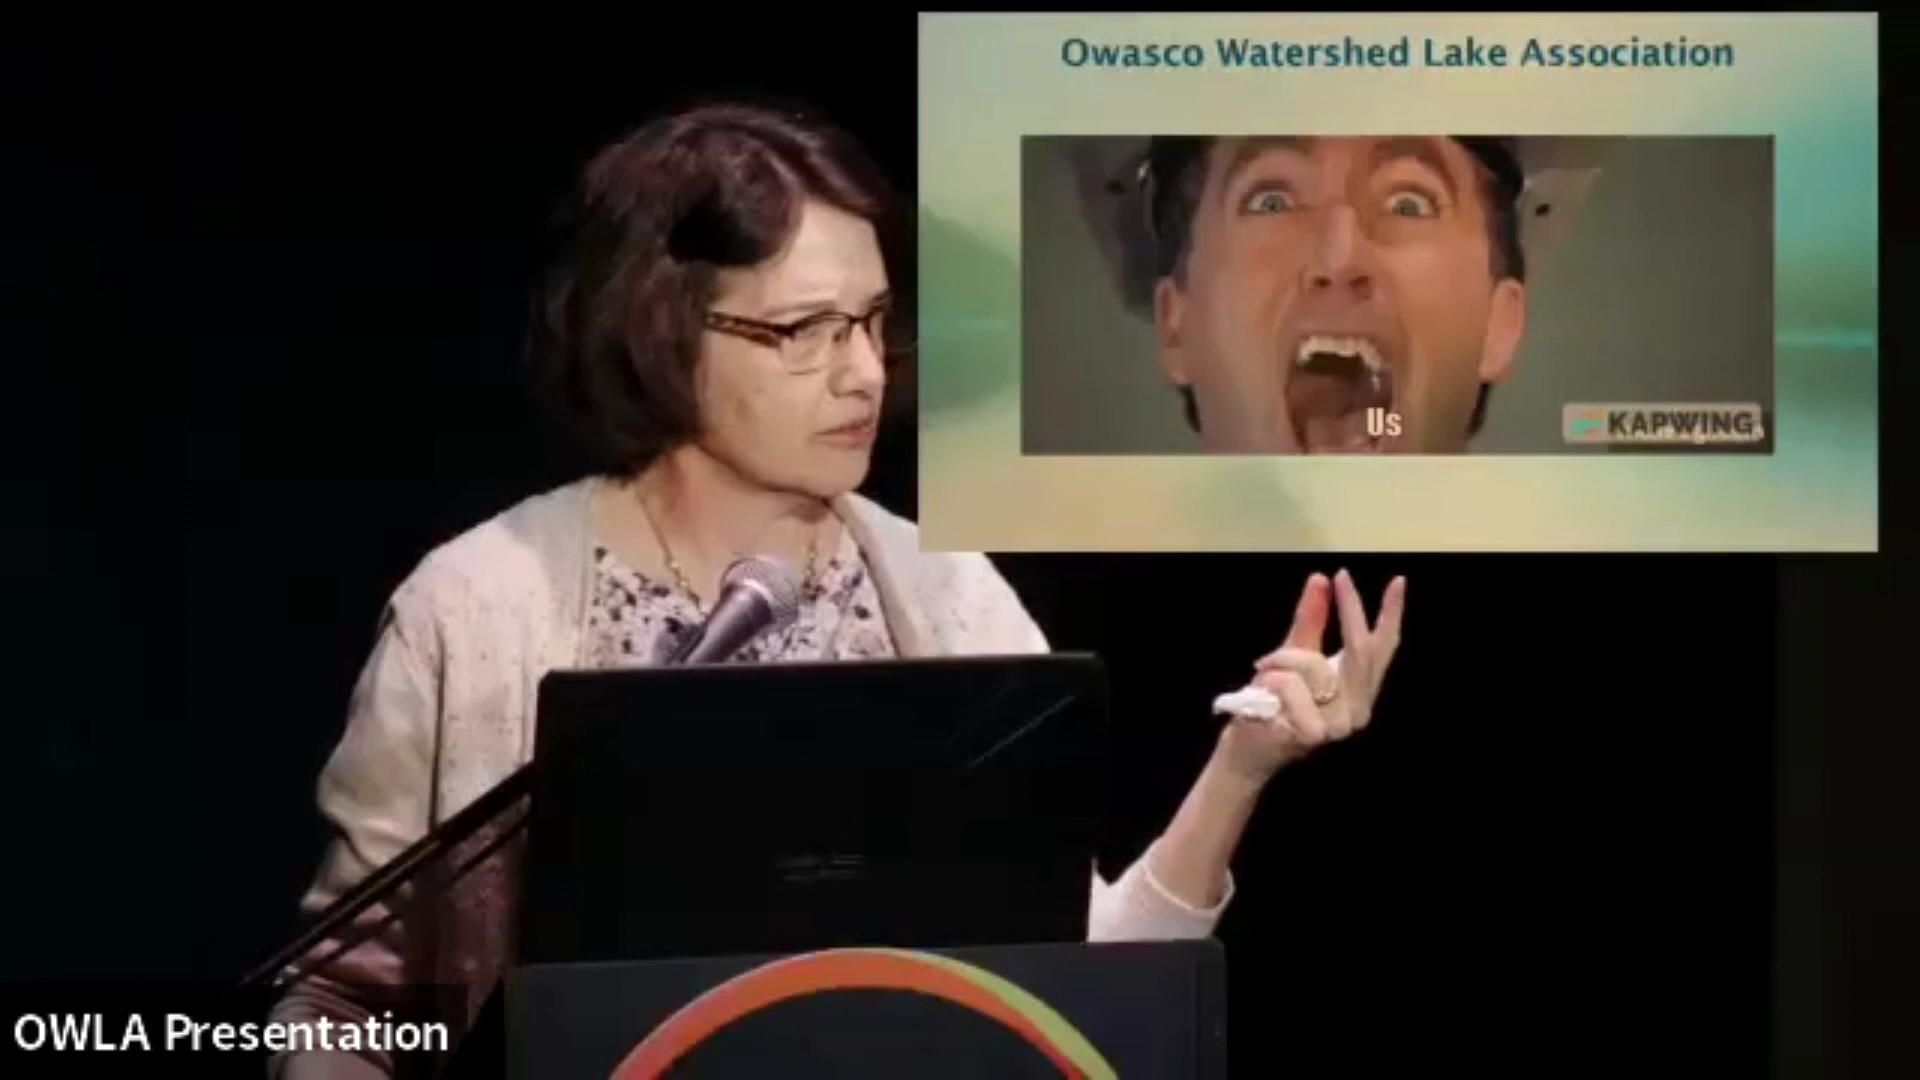 Owasco Watershed Lake Association
Us
KAPWING
OWLA Presentation